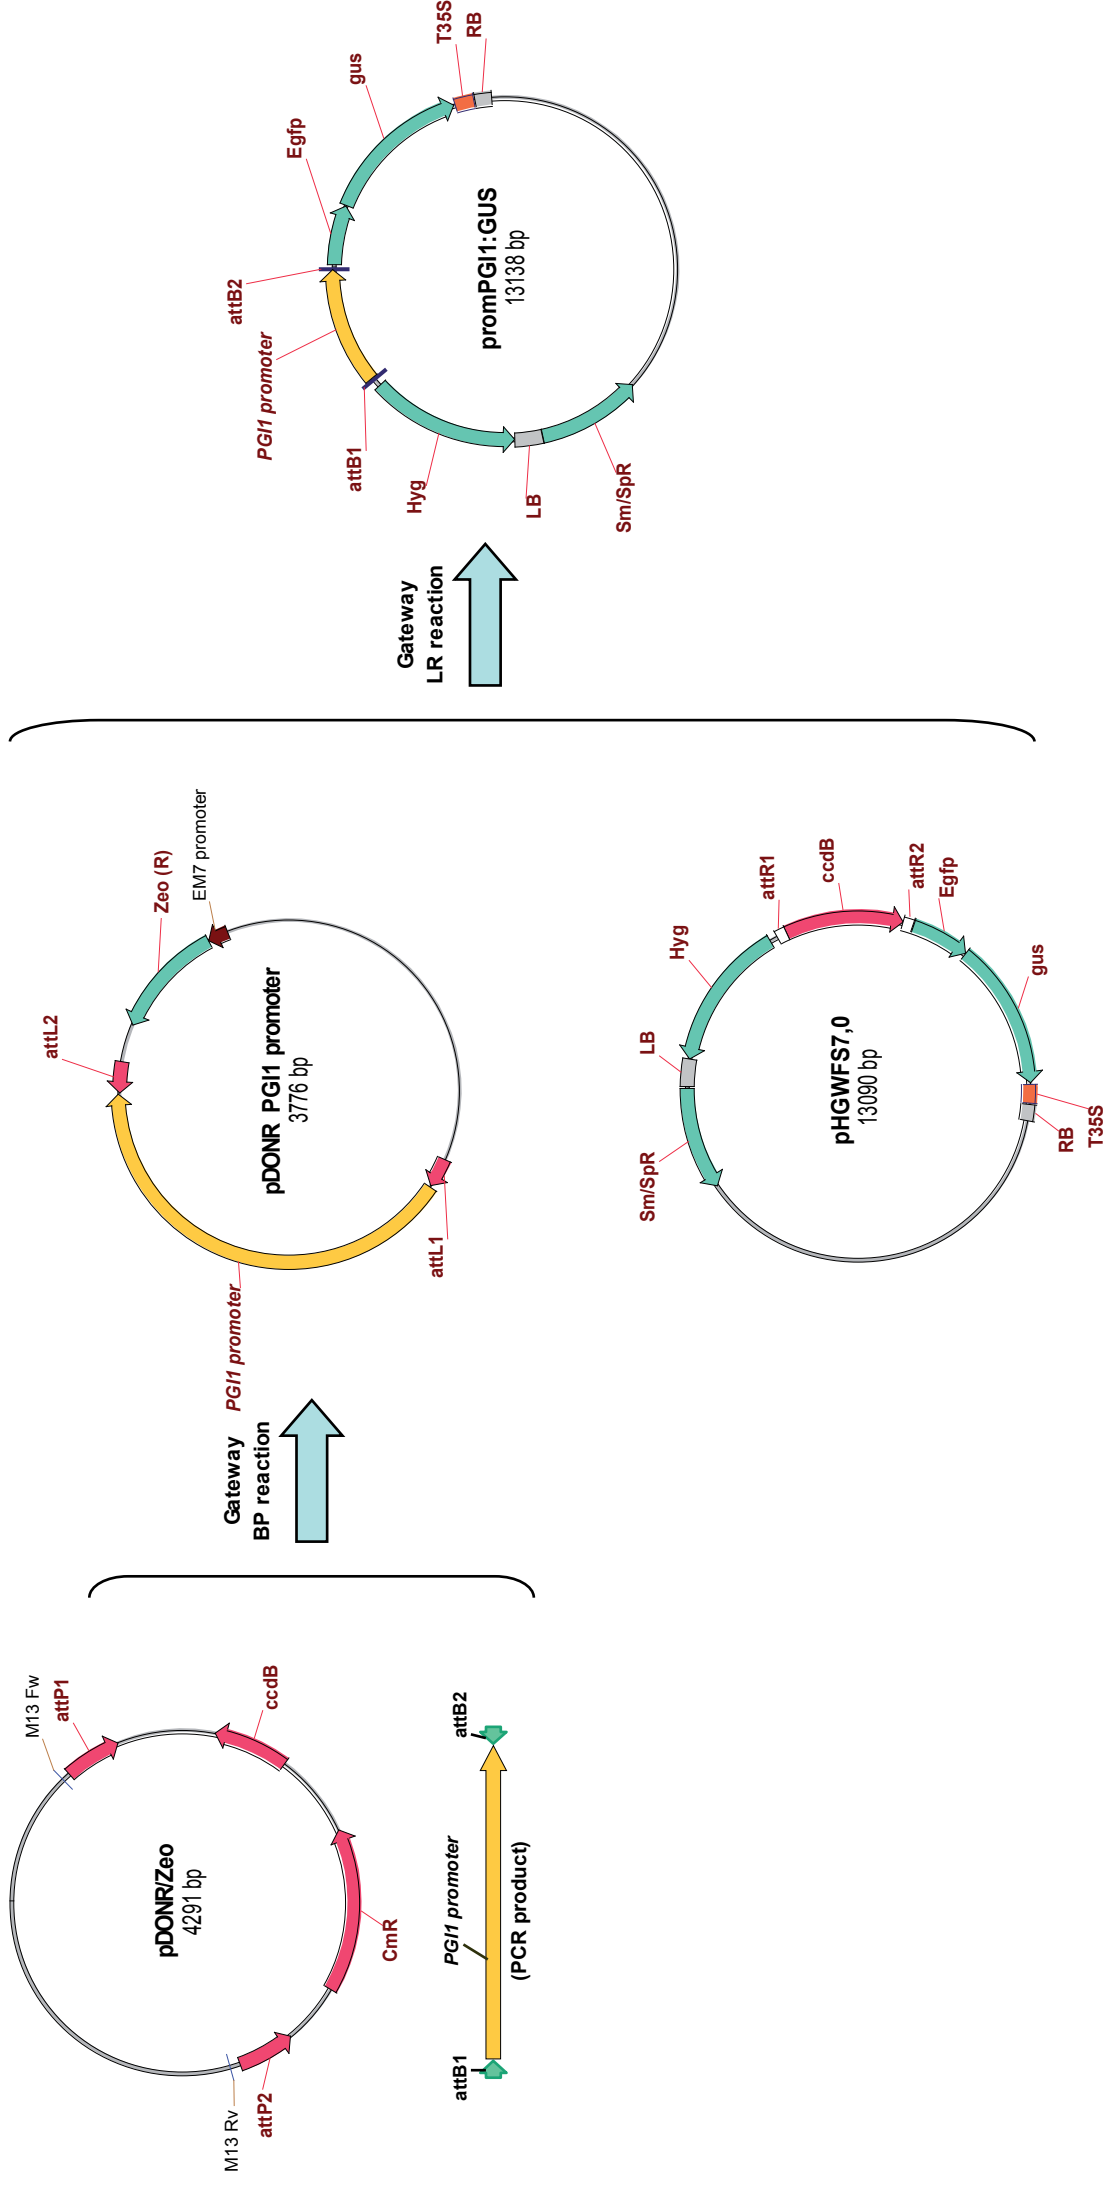 M13 Fw
attP1
ccdB
CmR
attP2
M13 Rv
pDONR/Zeo
4291 bp
attB1
PGI1 promoter
attB2
(PCR product)
Gateway
BP reaction
attL2
Zeo (R)
EM7 promoter
attL1
PGI1 promoter
pDONR PGI1 promoter
3776 bp
Sm/SpR
LB
Hyg
attR1
ccdB
attR2
Egfp
gus
T35S
RB
pHGWFS7,0
13090 bp
Gateway
LR reaction
PGI1 promoter
attB2
Egfp
gus
T35S
RB
attB1
Hyg
LB
Sm/SpR
promPGI1:GUS
13138 bp